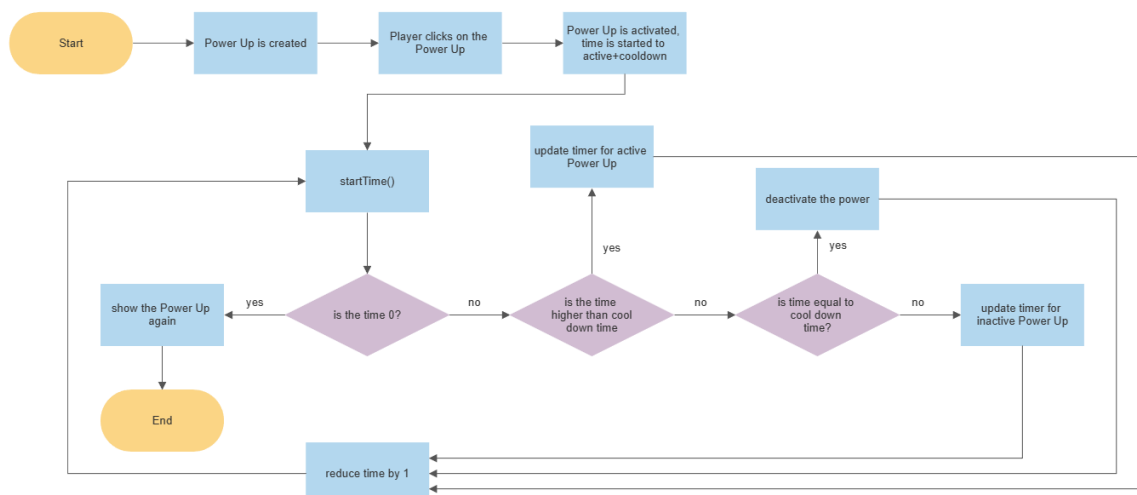 Start
Power Up is created
Player clicks on the
Power Up
Power Up is activated,
time is started to
active+cooldown
update timer for active
Power Up
startTime()
deactivate the power
yes
yes
show the Power Up
again
yes
is the time 0?
no
is the time
higher than cool
down time
no
is time equal to
cool down
time?
no
update timer for
inactive Power Up
End
reduce time by 1